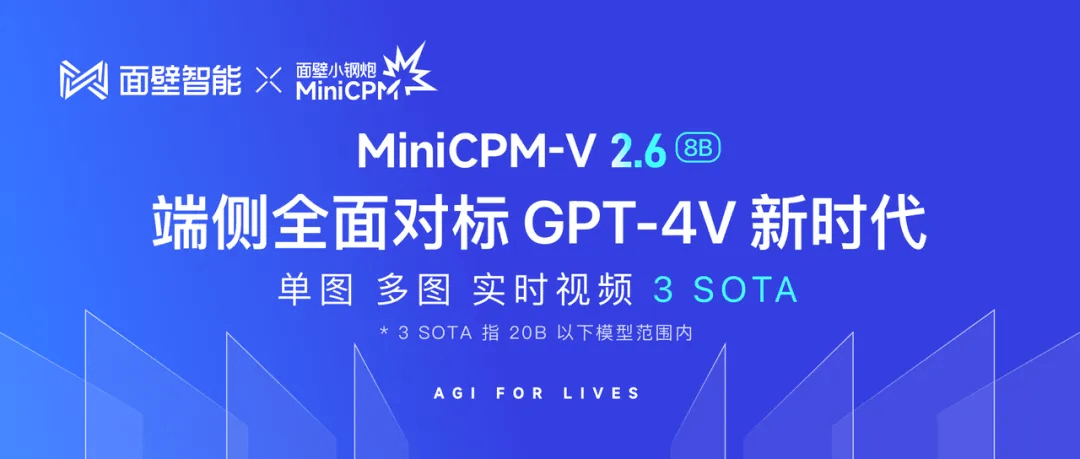 面壁智能 × 面壁小钢炮 MiniCPM
MiniCPM-V 2.6 8B
端侧全面对标 GPT-4V 新时代
单图 多图 实时视频 3 SOTA
* 3 SOTA 指 20B 以下模型范围内
AGI FOR LIVES